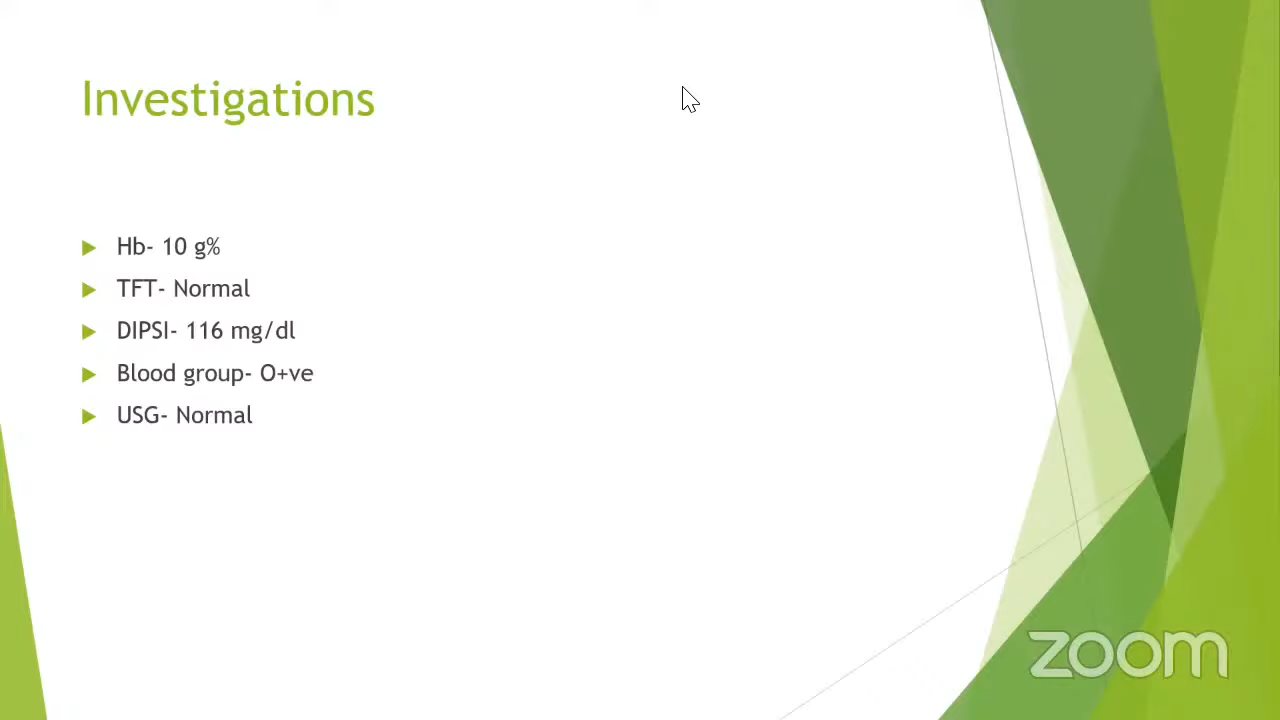 Investigations
Hb- 10 g%
TFT- Normal
DIPSI- 116 mg/dl
Blood group- O+ve
USG- Normal
zoom